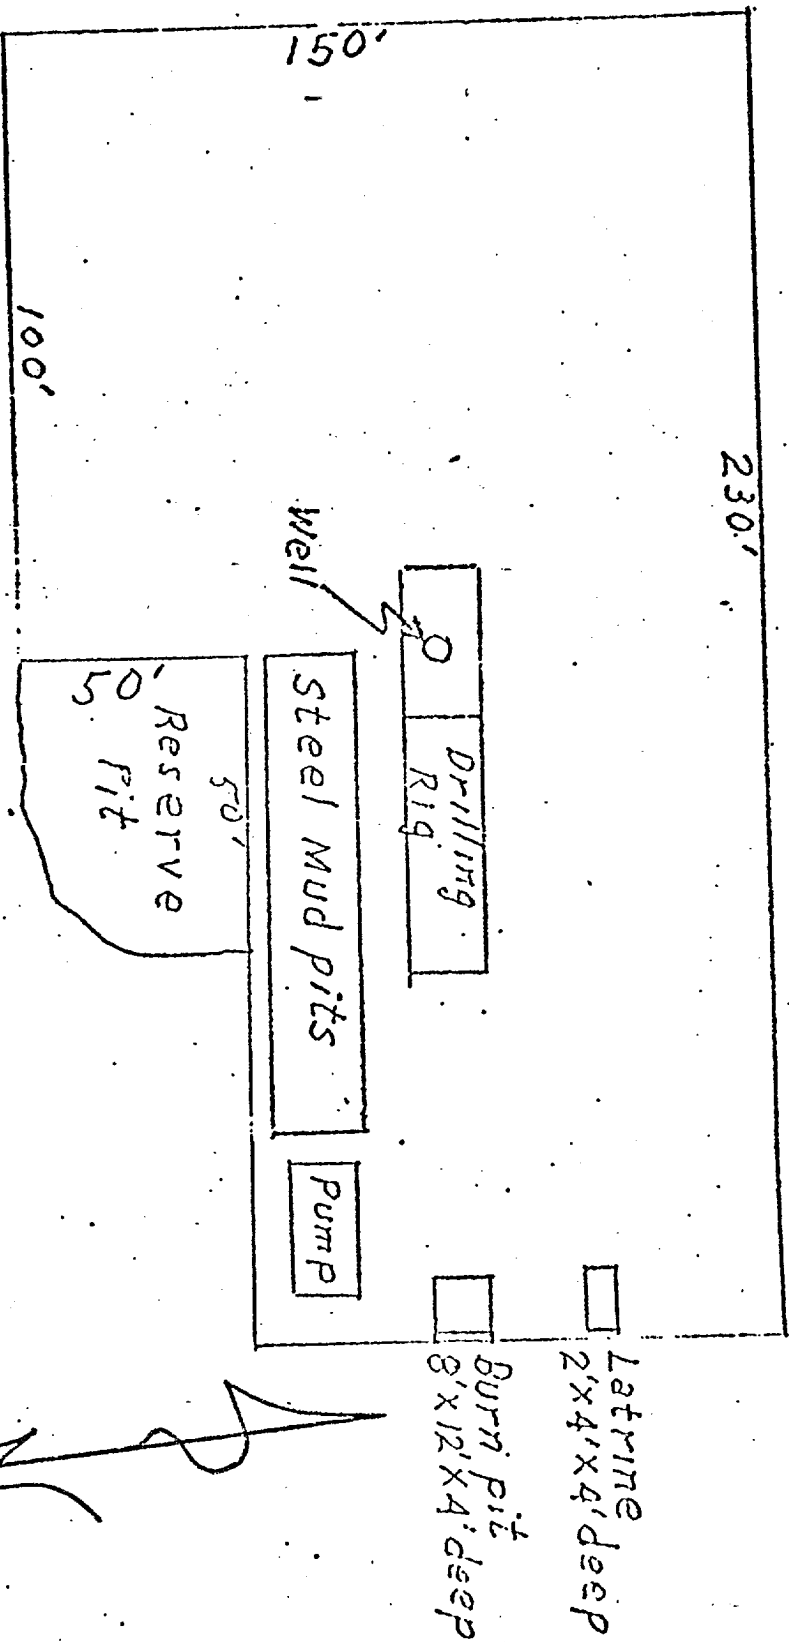 150'
230'
100'
Well
Drilling
Rig
Steel Mud pits
50'
50'
Reserve
Pit
Pump
Latrine
2'x4'x4' deep
Burn pit
8'x12'x4' deep